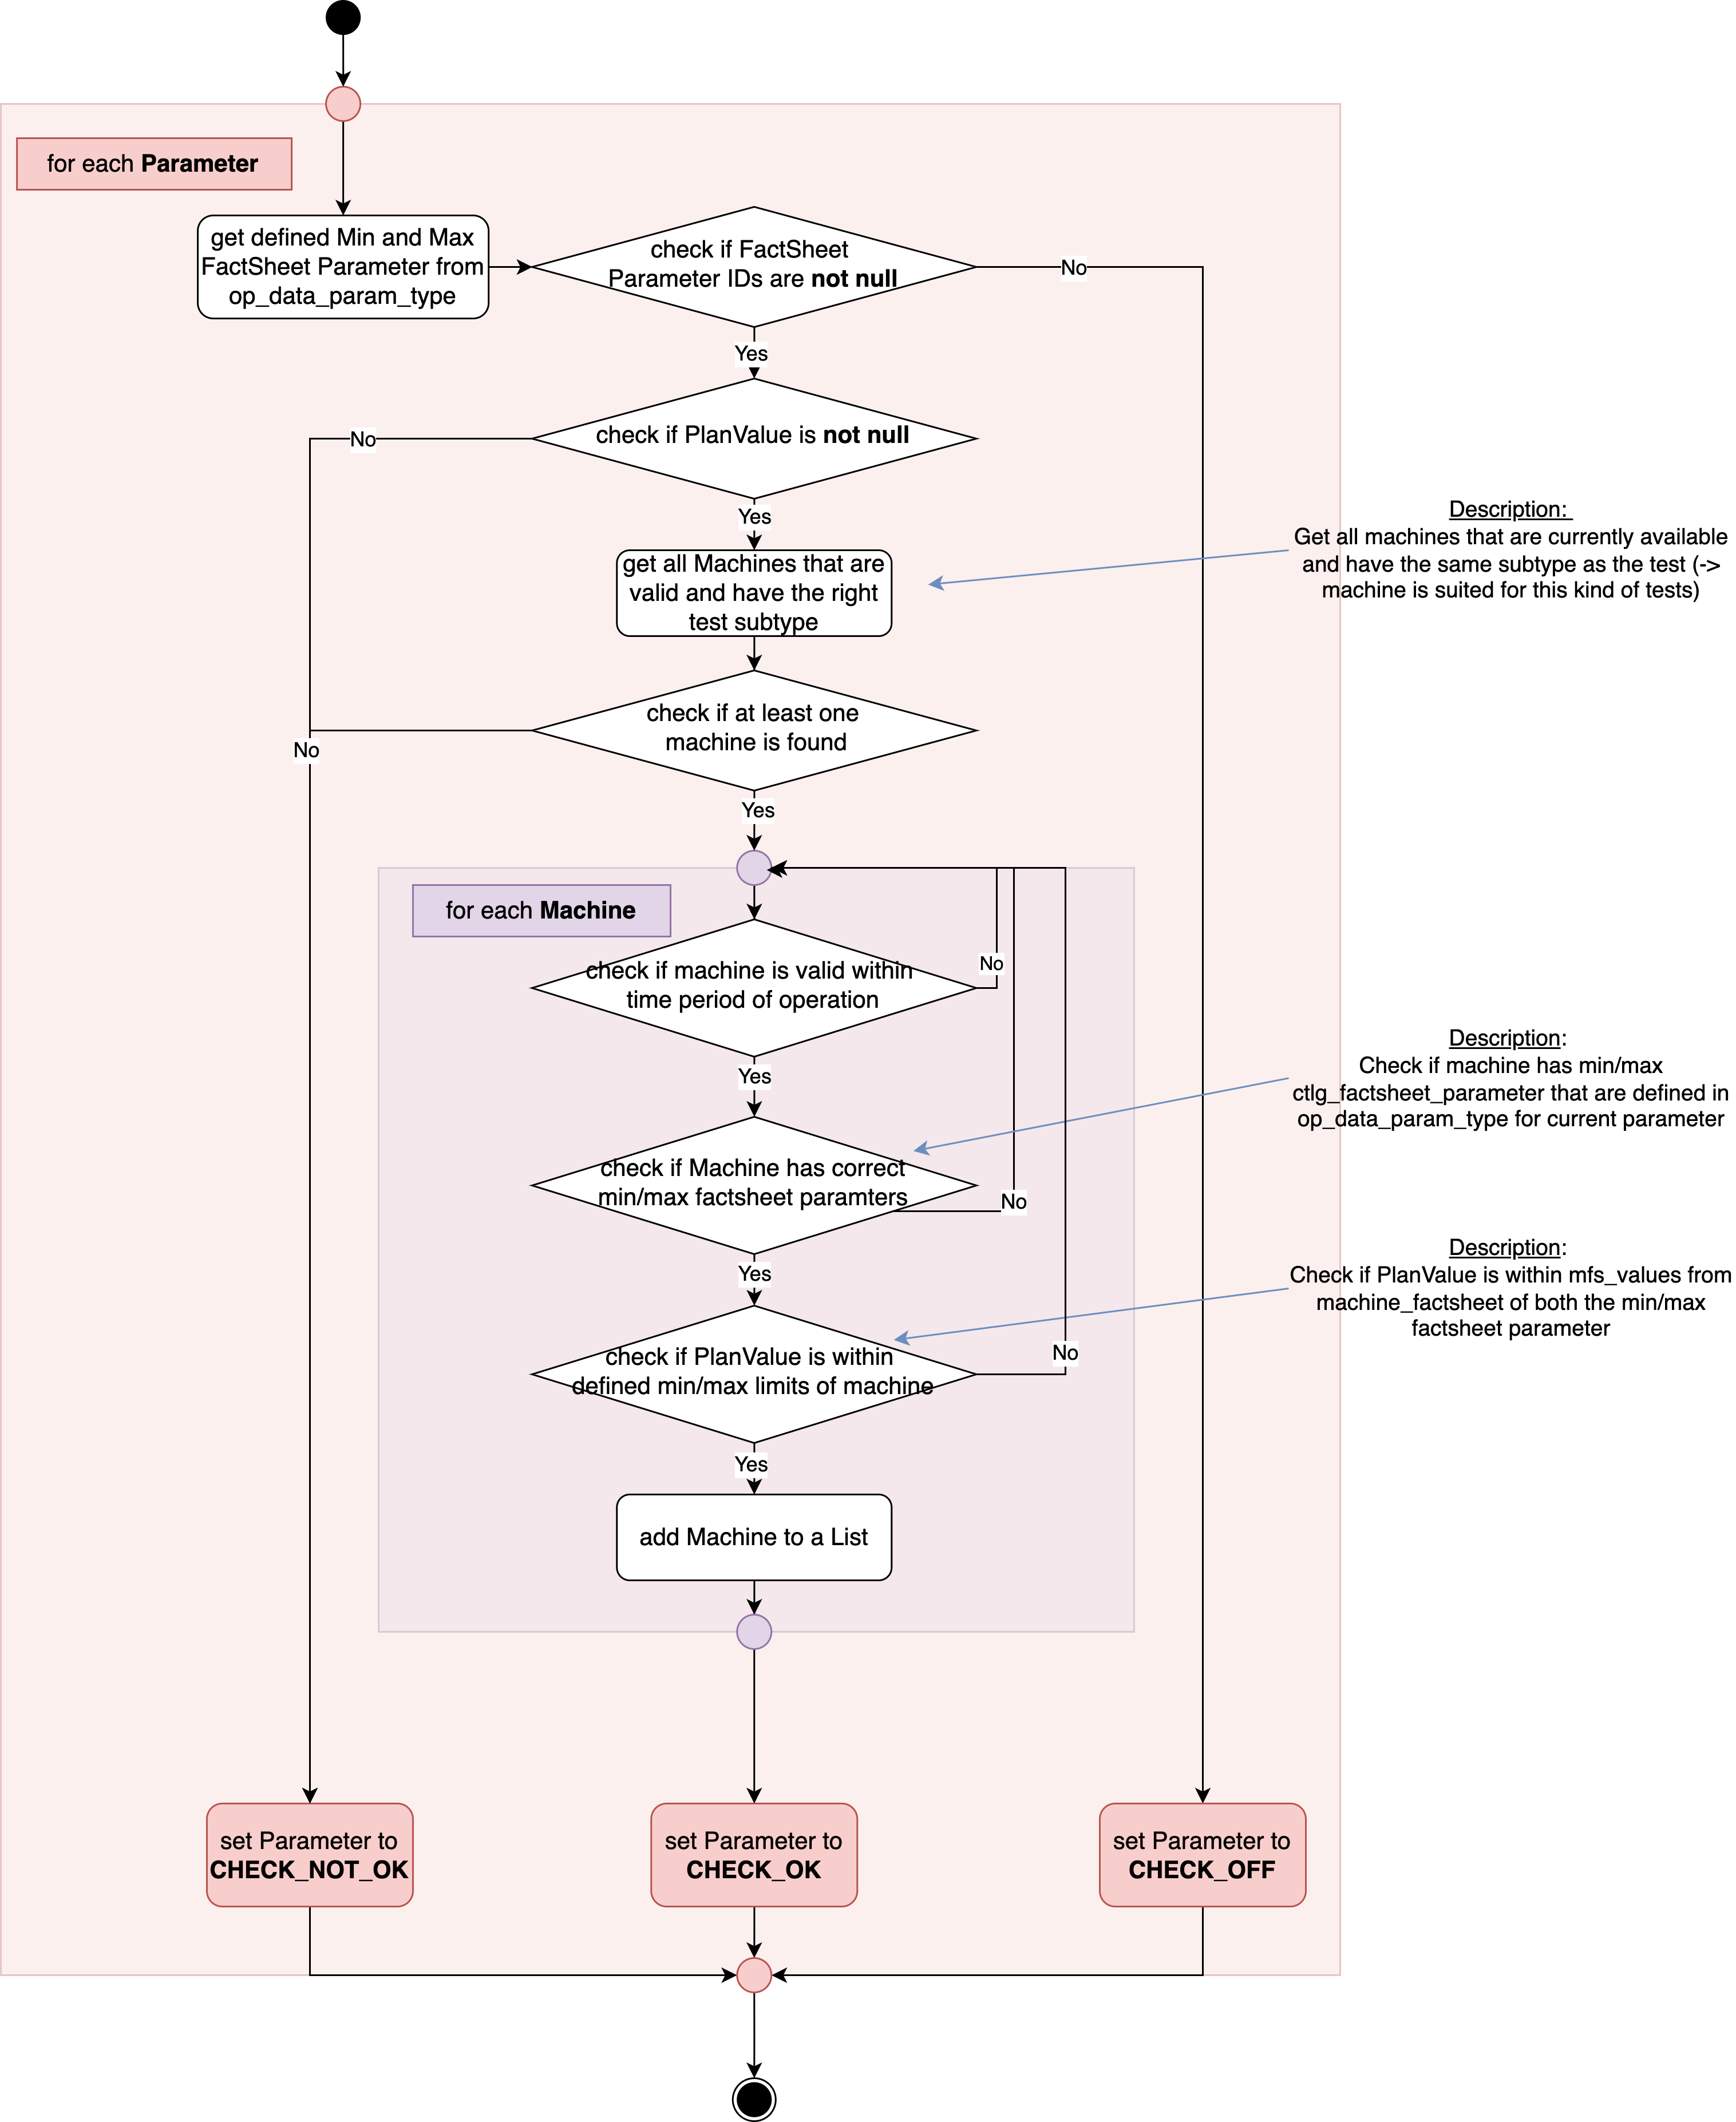 for each Parameter
get defined Min and Max
FactSheet Parameter from
op_data_param_type
check if FactSheet
Parameter IDs are not null
No
Yes
check if PlanValue is not null
No
Yes
Description:
Get all machines that are currently available
and have the same subtype as the test (->
machine is suited for this kind of tests)
get all Machines that are
valid and have the right
test subtype
check if at least one
machine is found
No
Yes
for each Machine
check if machine is valid within
time period of operation
No
Yes
Description:
Check if machine has min/max
ctlg_factsheet_parameter that are defined in
op_data_param_type for current parameter
check if Machine has correct
min/max factsheet paramters
No
Yes
Description:
Check if PlanValue is within mfs_values from
machine_factsheet of both the min/max
factsheet parameter
check if PlanValue is within
defined min/max limits of machine
No
Yes
add Machine to a List
set Parameter to
CHECK_NOT_OK
set Parameter to
CHECK_OK
set Parameter to
CHECK_OFF